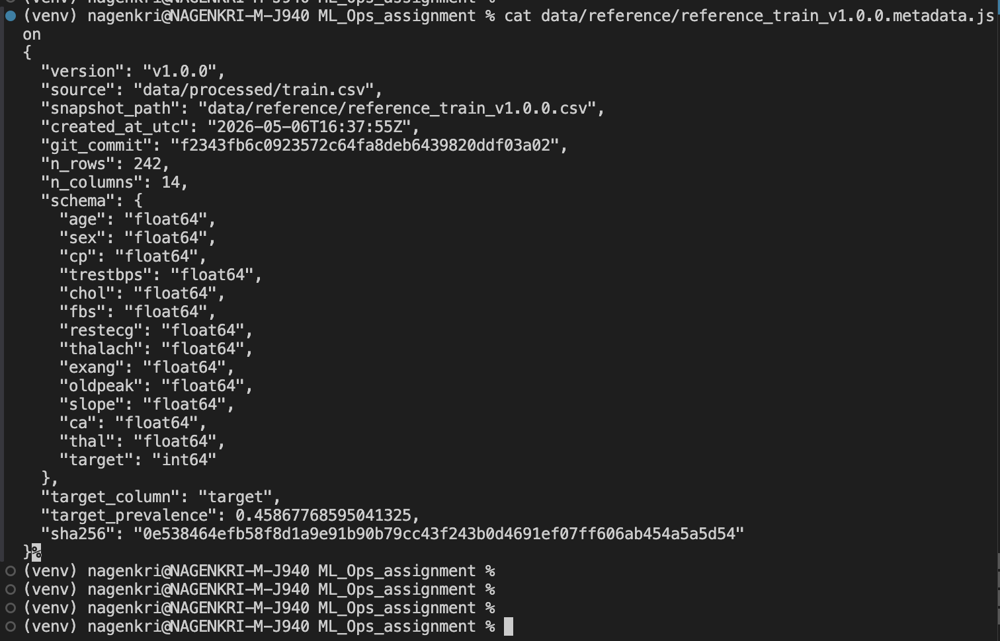 (venv) nagenkri@NAGENKRI-M-J940 ML_Ops_assignment %
(venv) nagenkri@NAGENKRI-M-J940 ML_Ops_assignment % cat data/reference/reference_train_v1.0.0.metadata.js
on
{
  "version": "v1.0.0",
  "source": "data/processed/train.csv",
  "snapshot_path": "data/reference/reference_train_v1.0.0.csv",
  "created_at_utc": "2026-05-06T16:37:55Z",
  "git_commit": "f2343fb6c0923572c64fa8deb6439820ddf03a02",
  "n_rows": 242,
  "n_columns": 14,
  "schema": {
    "age": "float64",
    "sex": "float64",
    "cp": "float64",
    "trestbps": "float64",
    "chol": "float64",
    "fbs": "float64",
    "restecg": "float64",
    "thalach": "float64",
    "exang": "float64",
    "oldpeak": "float64",
    "slope": "float64",
    "ca": "float64",
    "thal": "float64",
    "target": "int64"
  },
  "target_column": "target",
  "target_prevalence": 0.45867768595041325,
  "sha256": "0e538464efb58f8d1a9e91b90b79cc43f243b0d4691ef07ff606ab454a5a5d54"
}%
(venv) nagenkri@NAGENKRI-M-J940 ML_Ops_assignment %
(venv) nagenkri@NAGENKRI-M-J940 ML_Ops_assignment %
(venv) nagenkri@NAGENKRI-M-J940 ML_Ops_assignment %
(venv) nagenkri@NAGENKRI-M-J940 ML_Ops_assignment %